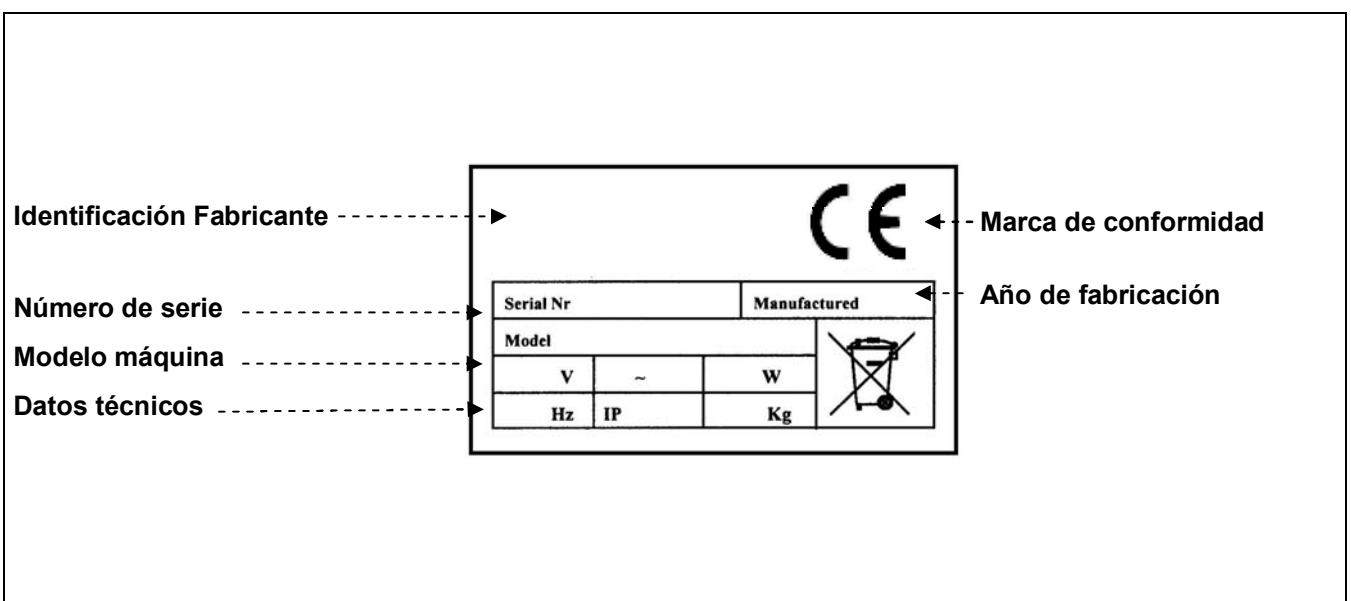 Identificación Fabricante
CE
Marca de conformidad
Número de serie
Serial Nr
Manufactured
Año de fabricación
Modelo máquina
Model
V ~ W
Datos técnicos
Hz IP Kg